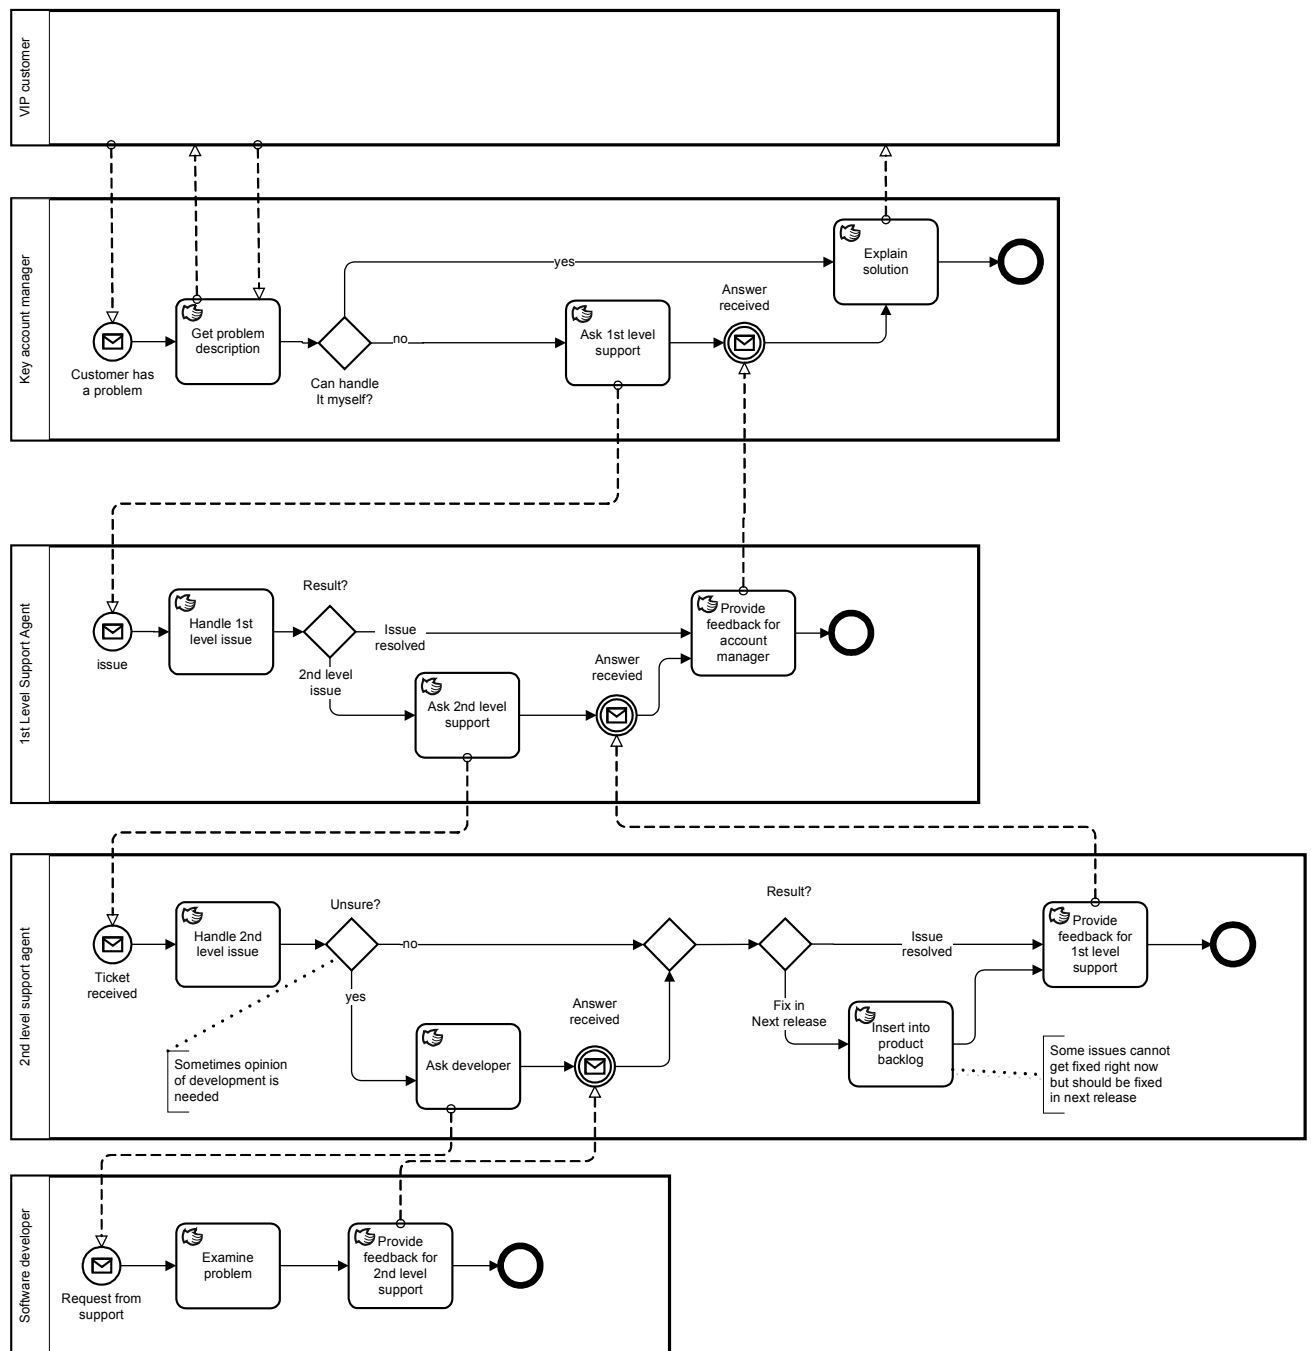 VIP customer
Key account manager
Customer has
a problem
Get problem
description
Can handle
It myself?
yes
no
Ask 1st level
support
Answer
received
Explain
solution
1st Level Support Agent
issue
Handle 1st
level issue
Result?
Issue
resolved
2nd level
issue
Ask 2nd level
support
Answer
recevied
Provide
feedback for
account
manager
2nd level support agent
Ticket
received
Handle 2nd
level issue
Unsure?
no
yes
Sometimes opinion
of development is
needed
Ask developer
Answer
received
Result?
Issue
resolved
Fix in
Next release
Insert into
product
backlog
Provide
feedback for
1st level
support
Some issues cannot
get fixed right now
but should be fixed
in next release
Software developer
Request from
support
Examine
problem
Provide
feedback for
2nd level
support